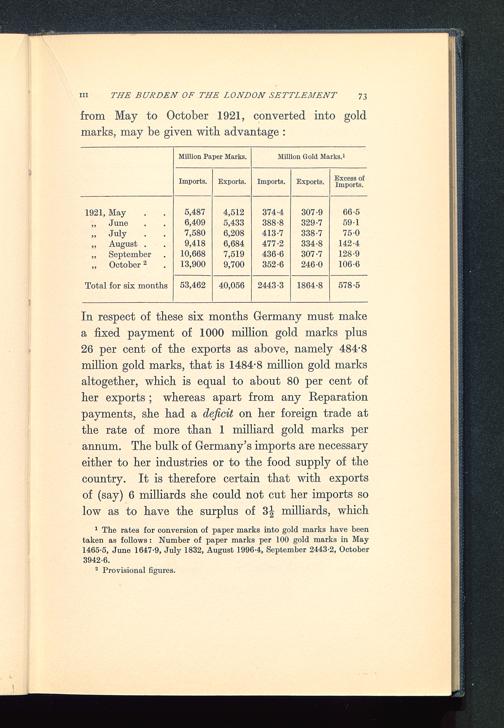 III THE BURDEN OF THE LONDON SETTLEMENT 73
from May to October 1921, converted into gold
marks, may be given with advantage :
Million Paper Marks. Million Gold Marks.¹
Imports. Exports. Imports. Exports. Excess of Imports.
1921, May . . 5,487 4,512 374·4 307·9 66·5
„ June . . 6,409 5,433 388·8 329·7 59·1
„ July . . 7,580 6,208 413·7 338·7 75·0
„ August . . 9,418 6,684 477·2 334·8 142·4
„ September . 10,668 7,519 436·6 307·7 128·9
„ October ² . 13,900 9,700 352·6 246·0 106·6
Total for six months 53,462 40,056 2443·3 1864·8 578·5
In respect of these six months Germany must make
a fixed payment of 1000 million gold marks plus
26 per cent of the exports as above, namely 484·8
million gold marks, that is 1484·8 million gold marks
altogether, which is equal to about 80 per cent of
her exports ; whereas apart from any Reparation
payments, she had a deficit on her foreign trade at
the rate of more than 1 milliard gold marks per
annum. The bulk of Germany's imports are necessary
either to her industries or to the food supply of the
country. It is therefore certain that with exports
of (say) 6 milliards she could not cut her imports so
low as to have the surplus of 3½ milliards, which
¹ The rates for conversion of paper marks into gold marks have been
taken as follows : Number of paper marks per 100 gold marks in May
1465·5, June 1647·9, July 1832, August 1996·4, September 2443·2, October
3942·6.
² Provisional figures.